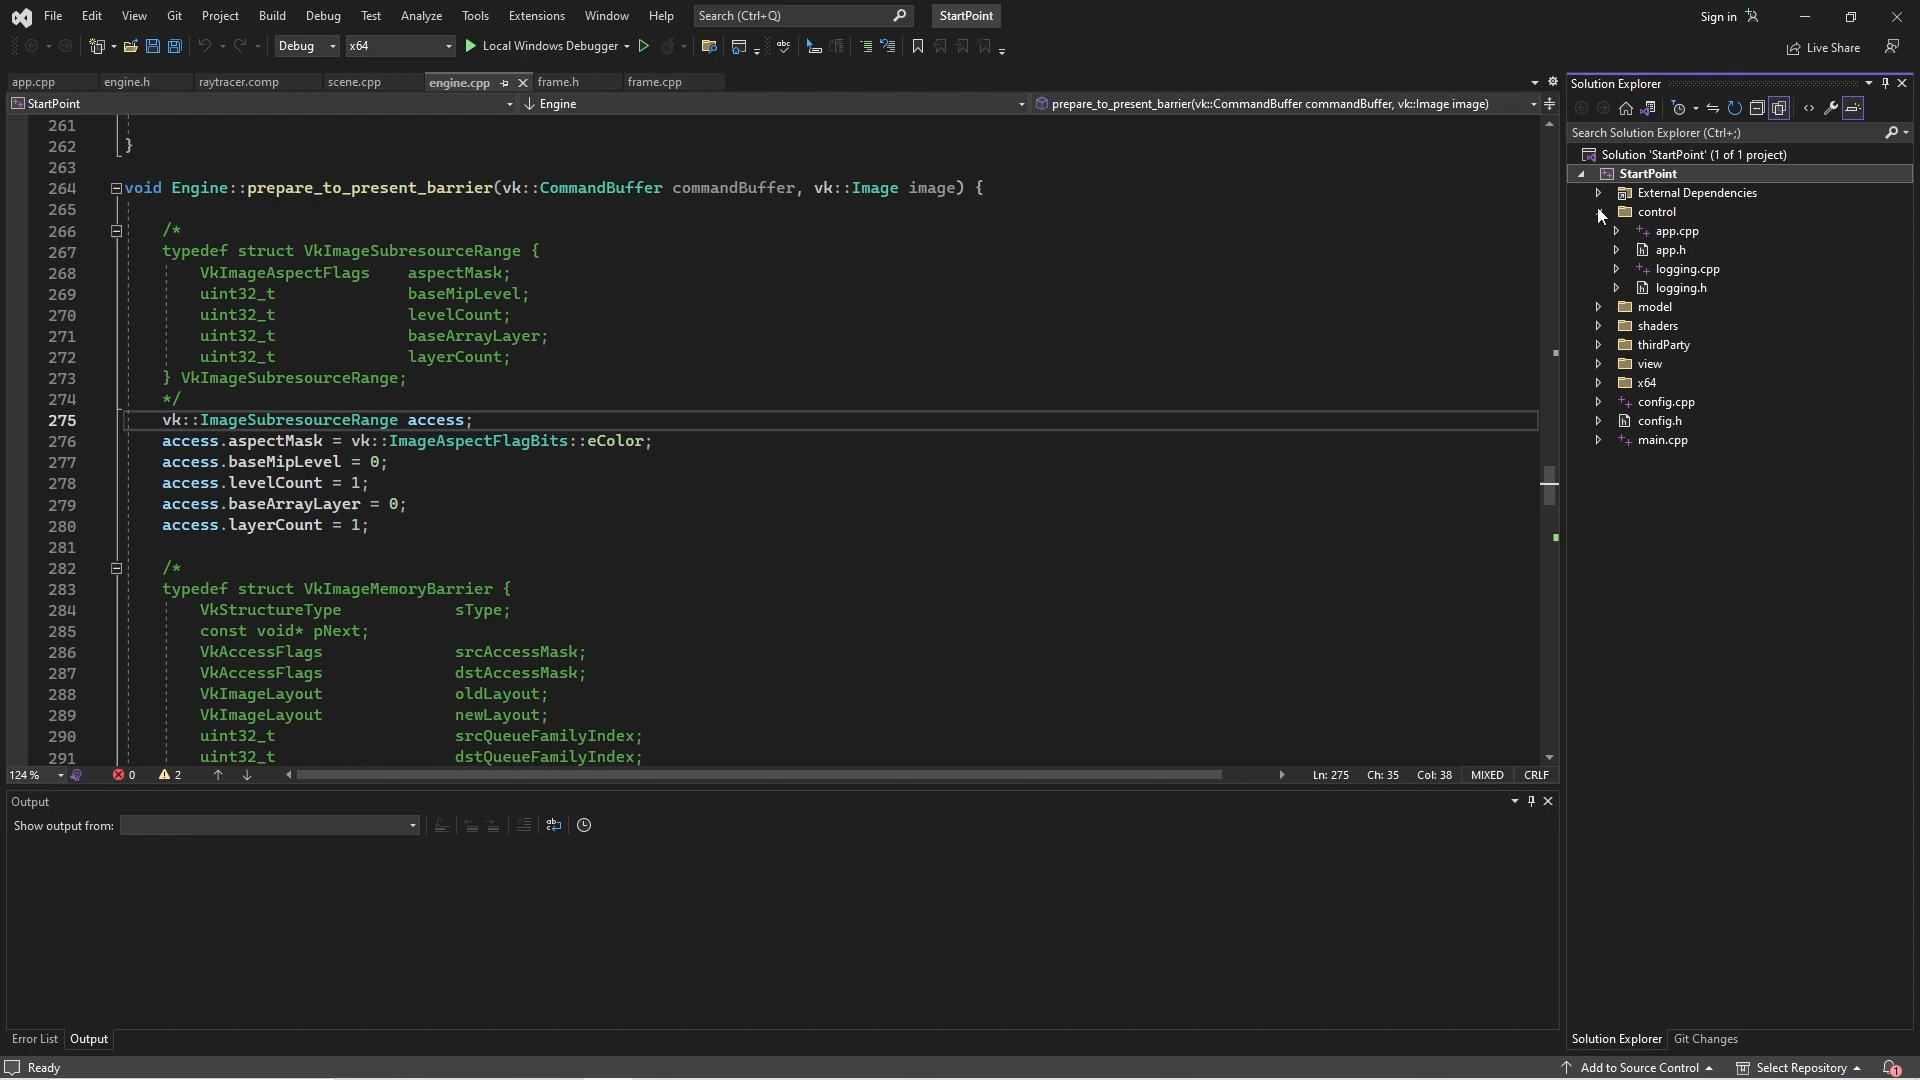 File Edit View Git Project Build Debug Test Analyze Tools Extensions Window Help Search (Ctrl+Q) StartPoint Sign in
Debug x64 Local Windows Debugger Live Share
app.cpp engine.h raytracer.comp scene.cpp engine.cpp frame.h frame.cpp
StartPoint Engine prepare_to_present_barrier(vk::CommandBuffer commandBuffer, vk::Image image)
261
262 }
263
264 void Engine::prepare_to_present_barrier(vk::CommandBuffer commandBuffer, vk::Image image) {
265
266 /*
267 typedef struct VkImageSubresourceRange {
268 VkImageAspectFlags aspectMask;
269 uint32_t baseMipLevel;
270 uint32_t levelCount;
271 uint32_t baseArrayLayer;
272 uint32_t layerCount;
273 } VkImageSubresourceRange;
274 */
275 vk::ImageSubresourceRange access;
276 access.aspectMask = vk::ImageAspectFlagBits::eColor;
277 access.baseMipLevel = 0;
278 access.levelCount = 1;
279 access.baseArrayLayer = 0;
280 access.layerCount = 1;
281
282 /*
283 typedef struct VkImageMemoryBarrier {
284 VkStructureType sType;
285 const void* pNext;
286 VkAccessFlags srcAccessMask;
287 VkAccessFlags dstAccessMask;
288 VkImageLayout oldLayout;
289 VkImageLayout newLayout;
290 uint32_t srcQueueFamilyIndex;
291 uint32_t dstQueueFamilyIndex;
124 % 0 2 Ln: 275 Ch: 35 Col: 38 MIXED CRLF
Output
Show output from:
Error List Output
Solution Explorer
Search Solution Explorer (Ctrl+;)
Solution 'StartPoint' (1 of 1 project)
StartPoint
External Dependencies
control
app.cpp
app.h
logging.cpp
logging.h
model
shaders
thirdParty
view
x64
config.cpp
config.h
main.cpp
Solution Explorer Git Changes
Ready Add to Source Control Select Repository 1